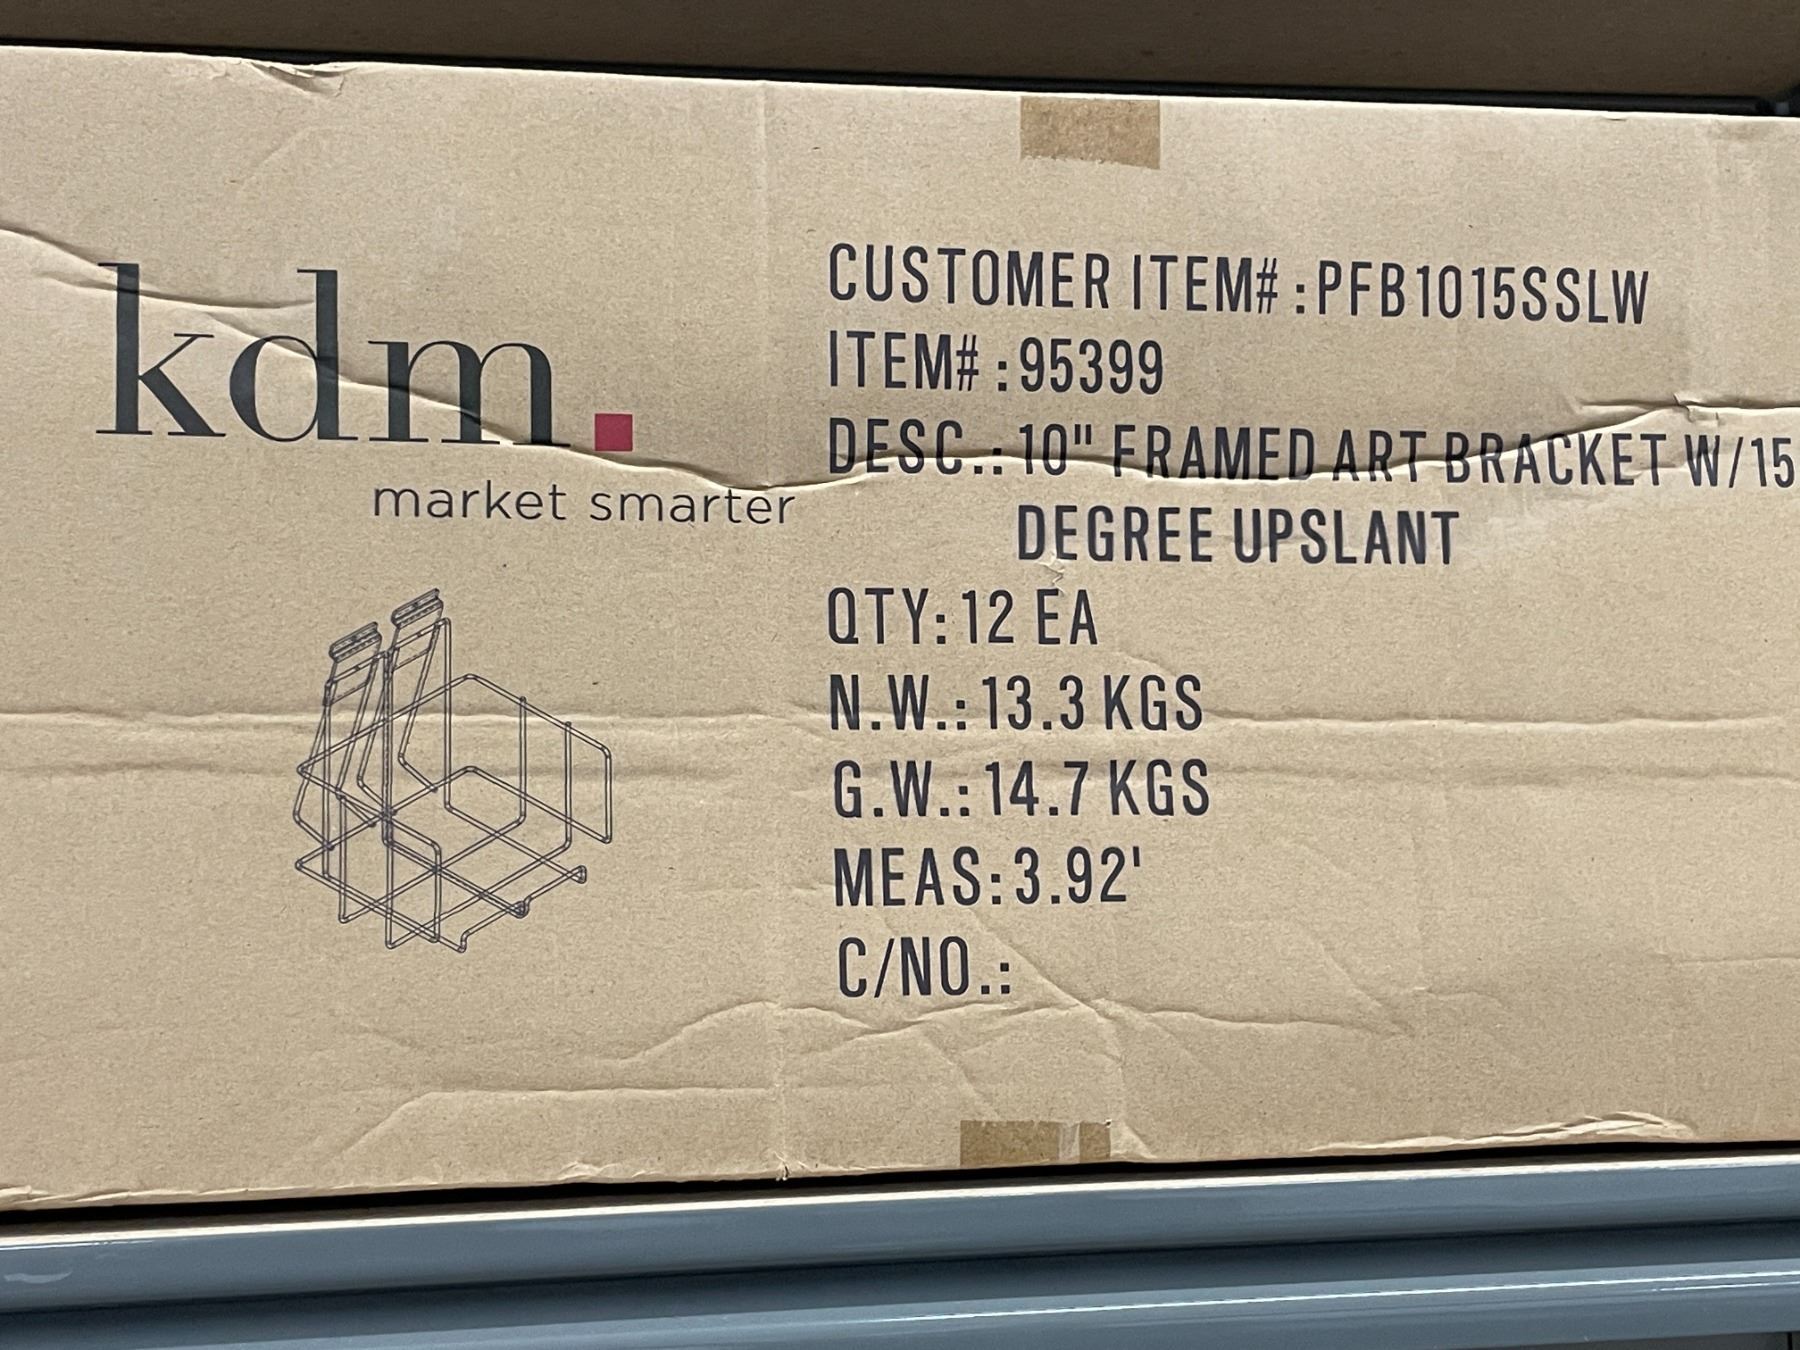 kdm.
market smarter
CUSTOMER ITEM# :PFB1015SSLW
ITEM# :95399
DESC.: 10" FRAMED ART BRACKET W/15
DEGREE UPSLANT
QTY: 12 EA
N.W.: 13.3 KGS
G.W.: 14.7 KGS
MEAS: 3.92'
C/NO.: